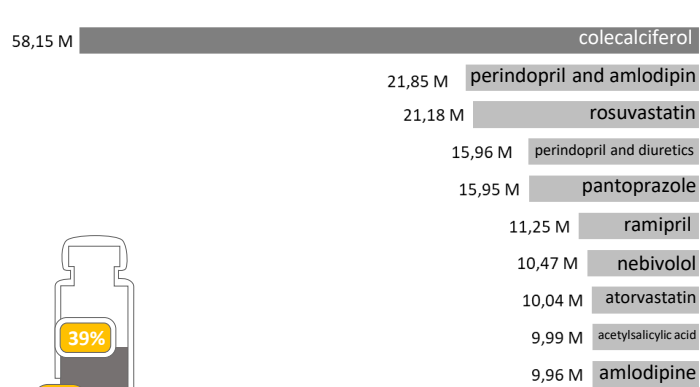 58,15 M colecalciferol
21,85 M perindopril and amlodipin
21,18 M rosuvastatin
15,96 M perindopril and diuretics
15,95 M pantoprazole
11,25 M ramipril
10,47 M nebivolol
10,04 M atorvastatin
39% 9,99 M acetylsalicylic acid
9,96 M amlodipine